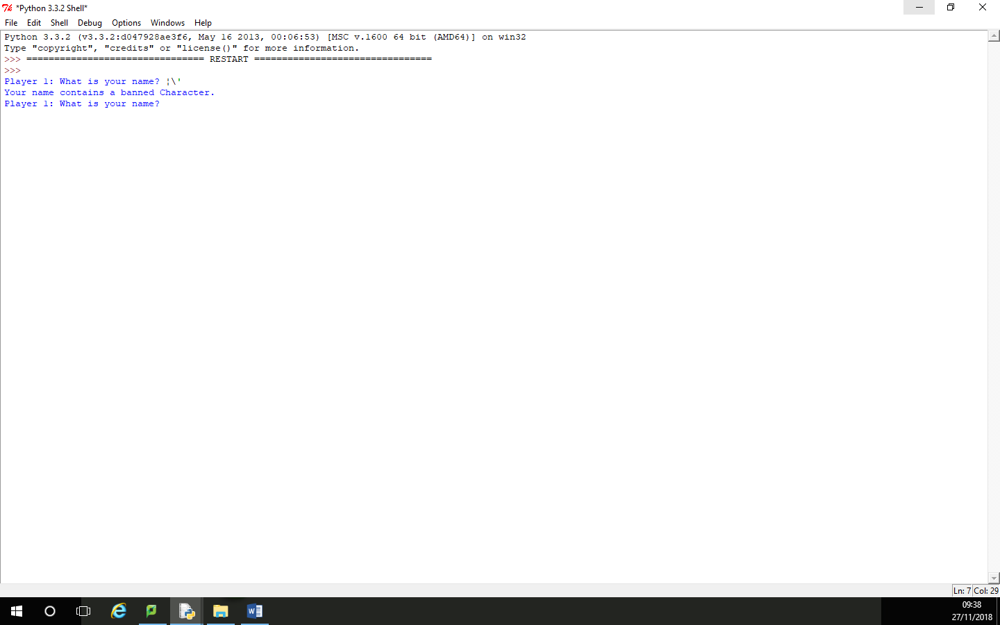 *Python 3.3.2 Shell*
File Edit Shell Debug Options Windows Help
Python 3.3.2 (v3.3.2:d047928ae3f6, May 16 2013, 00:06:53) [MSC v.1600 64 bit (AMD64)] on win32
Type "copyright", "credits" or "license()" for more information.
>>> ================================ RESTART ================================
>>>
Player 1: What is your name? ¦\'
Your name contains a banned Character.
Player 1: What is your name?
Ln: 7 Col: 29
09:38
27/11/2018